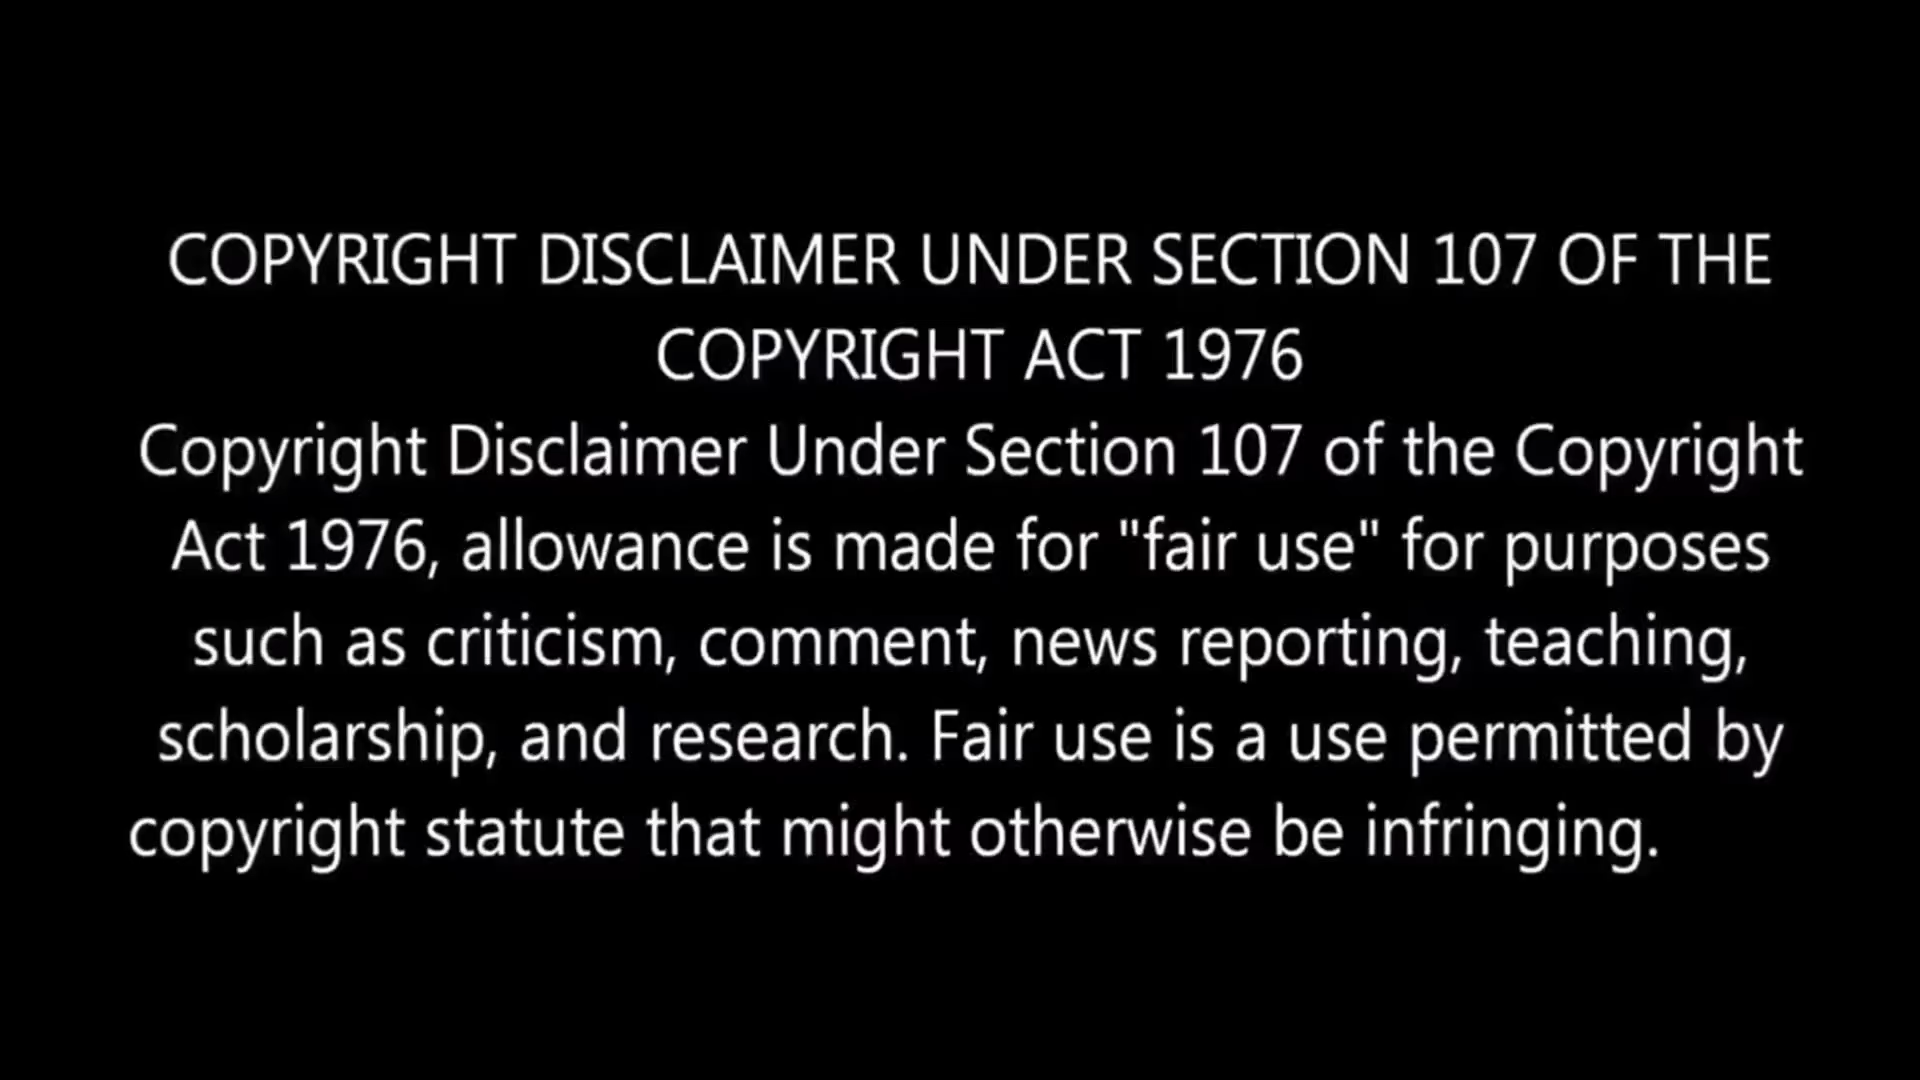 COPYRIGHT DISCLAIMER UNDER SECTION 107 OF THE
COPYRIGHT ACT 1976
Copyright Disclaimer Under Section 107 of the Copyright
Act 1976, allowance is made for "fair use" for purposes
such as criticism, comment, news reporting, teaching,
scholarship, and research. Fair use is a use permitted by
copyright statute that might otherwise be infringing.